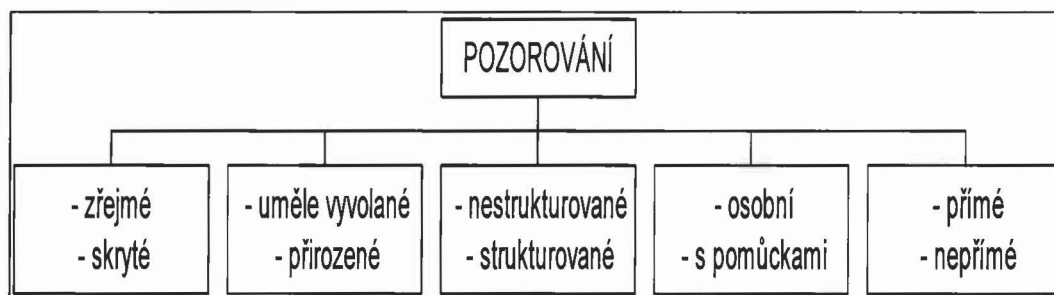 POZOROVÁNÍ
- zřejmé
- skryté
- uměle vyvolané
- přirozené
- nestrukturované
- strukturované
- osobní
- s pomůckami
- přímé
- nepřímé